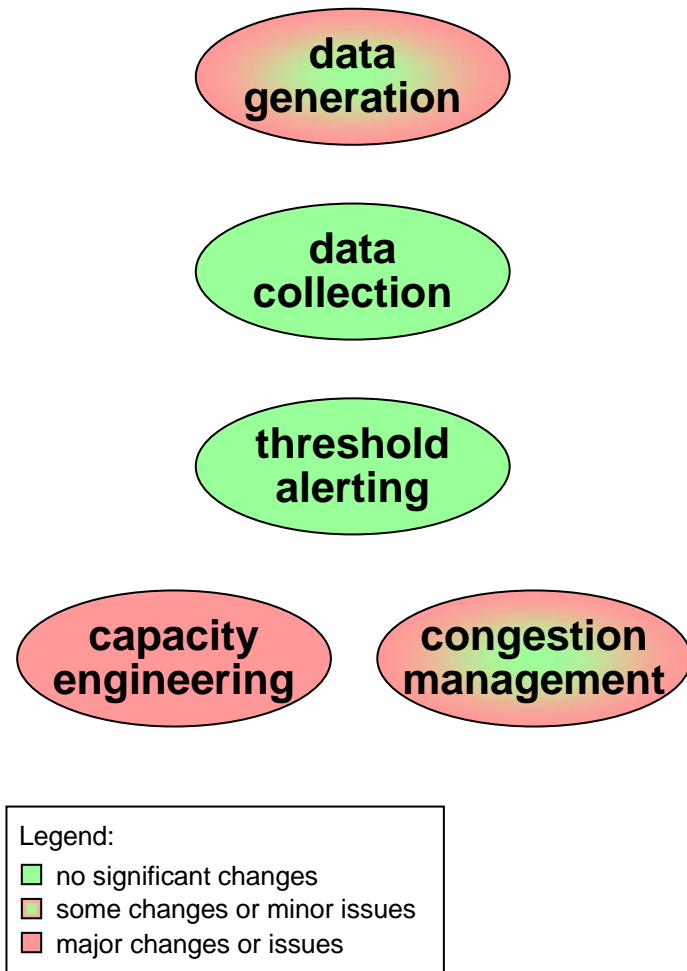 data
generation
data
collection
threshold
alerting
capacity
engineering
congestion
management
Legend:
no significant changes
some changes or minor issues
major changes or issues